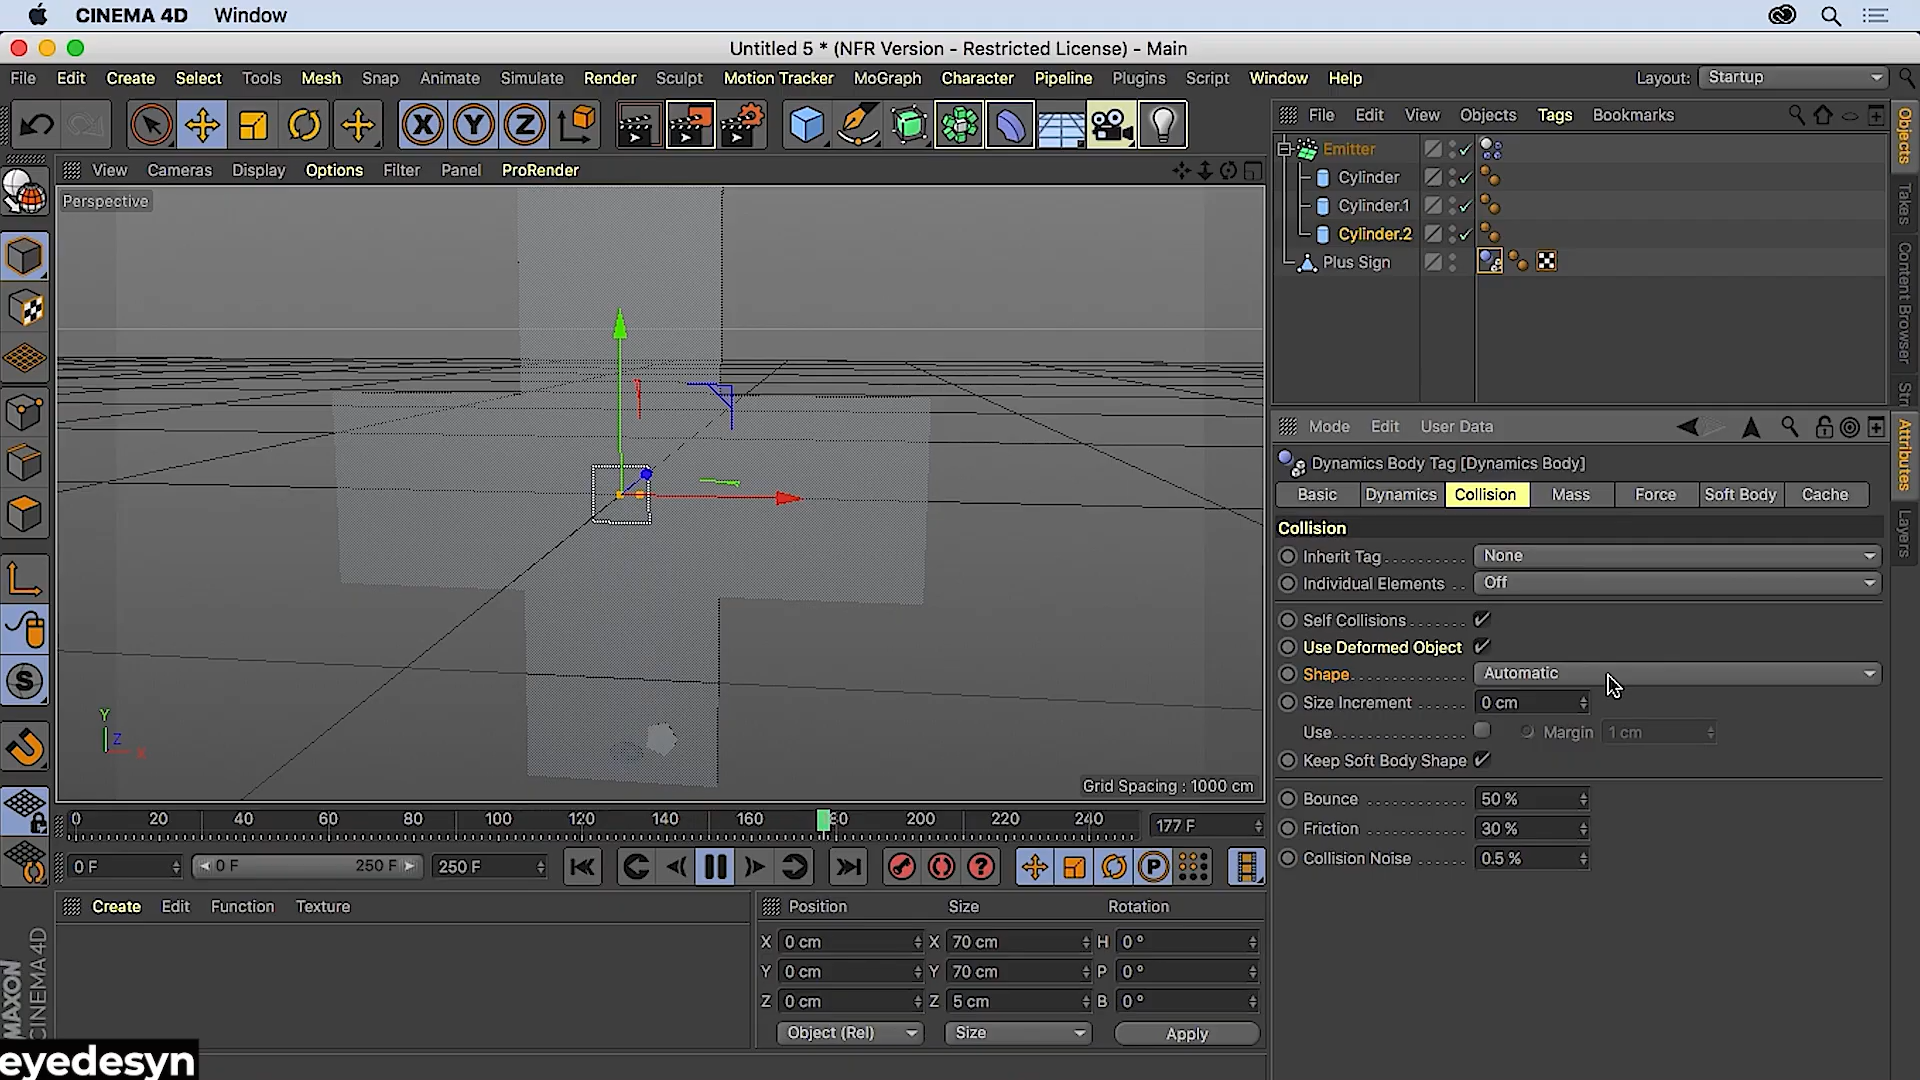 CINEMA 4D Window
Untitled 5 * (NFR Version - Restricted License) - Main
File Edit Create Select Tools Mesh Snap Animate Simulate Render Sculpt Motion Tracker MoGraph Character Pipeline Plugins Script Window Help Layout: Startup
X Y Z
File Edit View Objects Tags Bookmarks
View Cameras Display Options Filter Panel ProRender
Perspective
Emitter
Cylinder
Cylinder.1
Cylinder.2
Plus Sign
Objects
Takes
Content Browser
Mode Edit User Data
Attributes
Layers
Dynamics Body Tag [Dynamics Body]
Basic Dynamics Collision Mass Force Soft Body Cache
Collision
Inherit Tag None
Individual Elements Off
Self Collisions
Use Deformed Object
Shape Automatic
Size Increment 0 cm
Use Margin 1 cm
Keep Soft Body Shape
Bounce 50 %
Friction 30 %
Collision Noise 0.5 %
Y
Z
X
Grid Spacing : 1000 cm
0 20 40 60 80 100 120 140 160 200 220 240 177 F
0 F 0 F 250 F 250 F
Create Edit Function Texture
Position Size Rotation
X 0 cm X 70 cm H 0 °
Y 0 cm Y 70 cm P 0 °
Z 0 cm Z 5 cm B 0 °
Object (Rel) Size Apply
MAXON
CINEMA 4D
eyedesyn